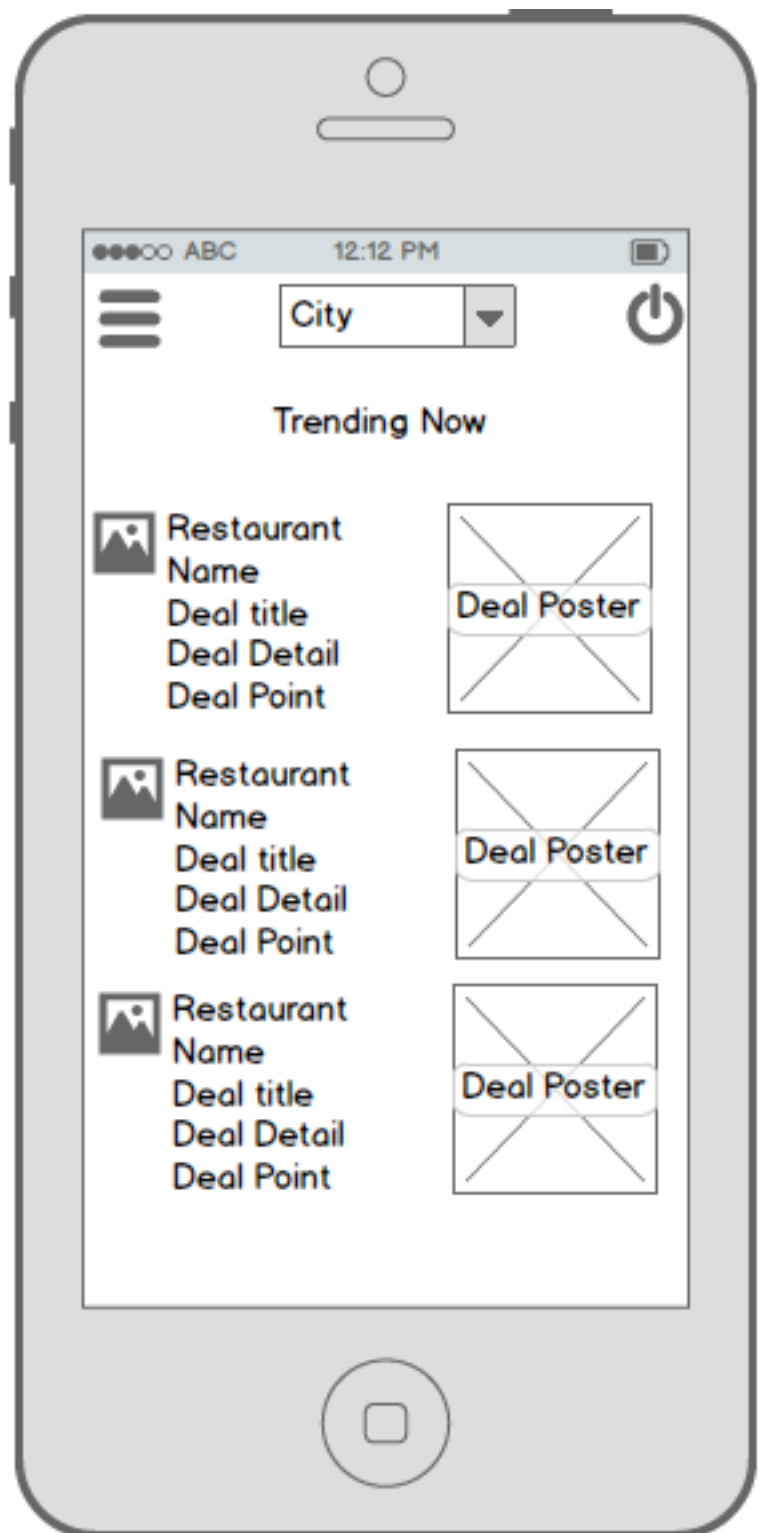 ABC 12:12 PM
City
Trending Now
Restaurant
Name
Deal title
Deal Detail
Deal Point
Deal Poster
Restaurant
Name
Deal title
Deal Detail
Deal Point
Deal Poster
Restaurant
Name
Deal title
Deal Detail
Deal Point
Deal Poster